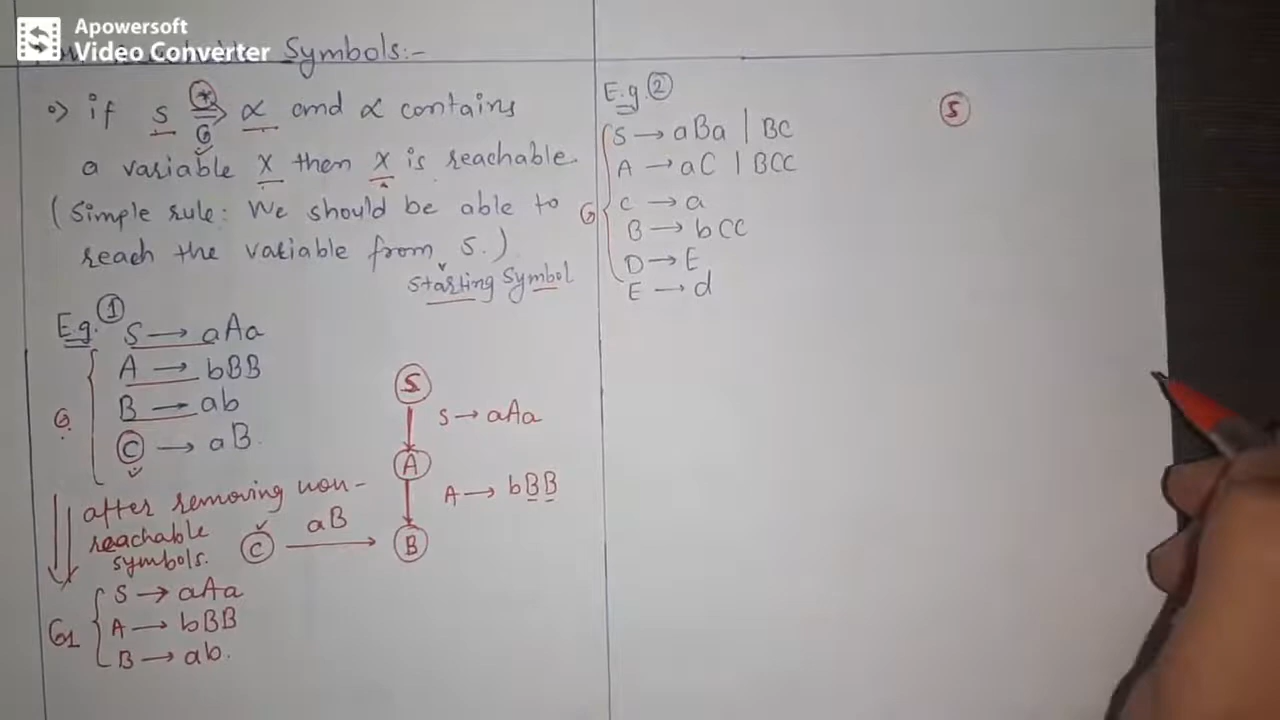 Apowersoft
Video Converter
Symbols:-
o) if S *⇒G α and α contains
a variable X then X is reachable.
(Simple rule: We should be able to
reach the variable from S.)
starting symbol
E.g. ①
G
S → aAa
A → bBB
B → ab
C → aB.
after removing non-
reachable
symbols.
G1
S → aAa
A → bBB
B → ab.
S
S → aAa
A
A → bBB
C aB → B
E.g. ②
G
S → aBa | BC
A → aC | BCC
C → a
B → bCC
D → E
E → d
S